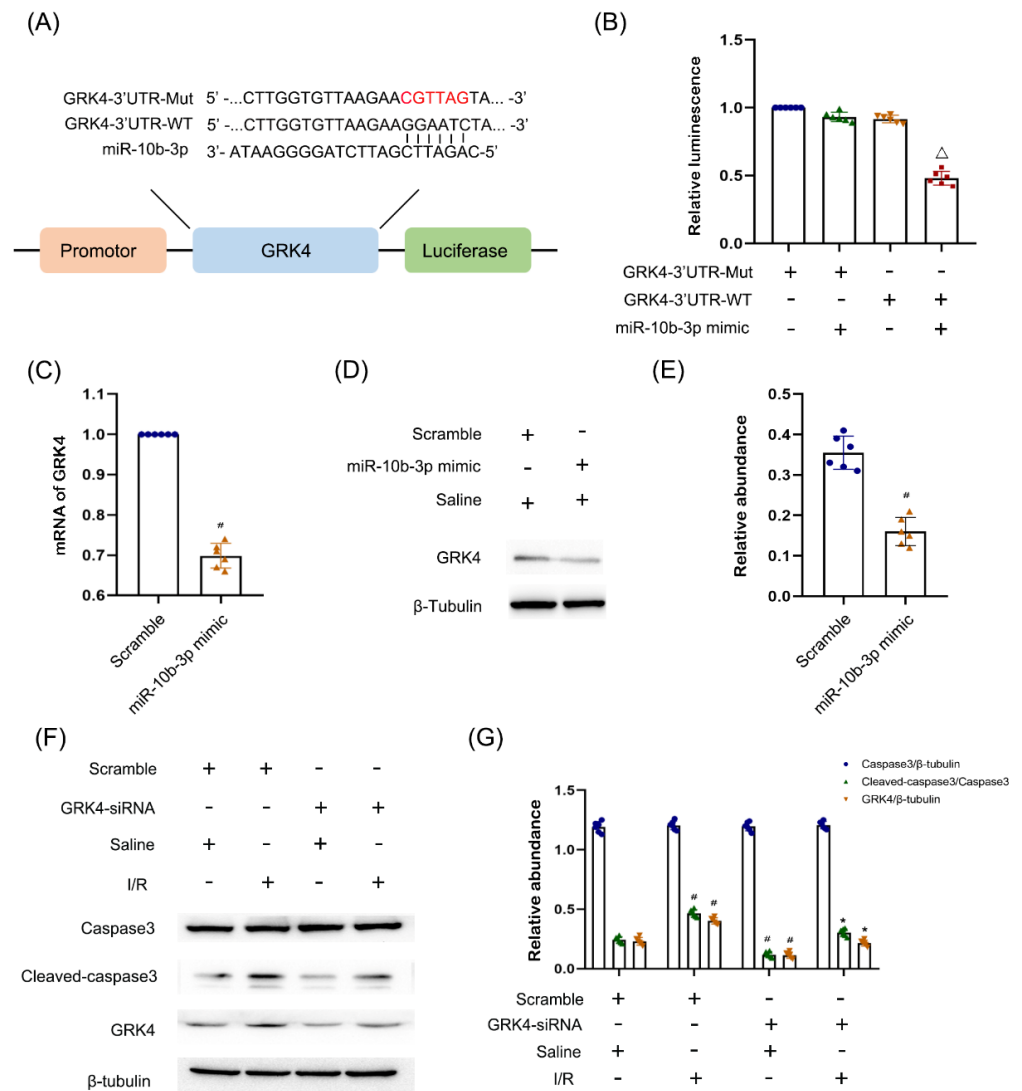 (A)
GRK4-3'UTR-Mut 5' -...CTTGGTGTTAAGAACGTTAGTA... -3'
GRK4-3'UTR-WT 5' -...CTTGGTGTTAAGAAGGAATCTA... -3'
miR-10b-3p 3'- ATAAGGGGATCTTAGCTTAGAC-5'
Promotor GRK4 Luciferase
(B)
Relative luminescence
1.5
1.0
0.5
0.0
△
GRK4-3'UTR-Mut + + - -
GRK4-3'UTR-WT - - + +
miR-10b-3p mimic - + - +
(C)
mRNA of GRK4
1.1
1.0
0.9
0.8
0.7
0.6
#
Scramble
miR-10b-3p mimic
(D)
Scramble + -
miR-10b-3p mimic - +
Saline + +
GRK4
β-Tubulin
(E)
Relative abundance
0.5
0.4
0.3
0.2
0.1
0.0
#
Scramble
miR-10b-3p mimic
(F)
Scramble + + - -
GRK4-siRNA - - + +
Saline + - + -
I/R - + - +
Caspase3
Cleaved-caspase3
GRK4
β-tubulin
(G)
Caspase3/β-tubulin
Cleaved-caspase3/Caspase3
GRK4/β-tubulin
Relative abundance
1.5
1.2
0.5
0.0
# #
# #
* *
Scramble + + - -
GRK4-siRNA - - + +
Saline + - + -
I/R - + - +